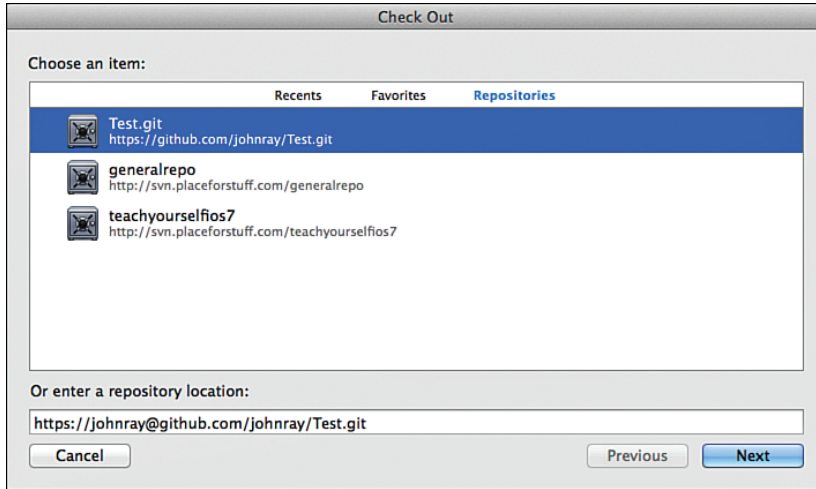 Check Out
Choose an item:
Recents Favorites Repositories
Test.git
https://github.com/johnray/Test.git
generalrepo
http://svn.placeforstuff.com/generalrepo
teachyourselfios7
http://svn.placeforstuff.com/teachyourselfios7
Or enter a repository location:
https://johnray@github.com/johnray/Test.git
Cancel Previous Next